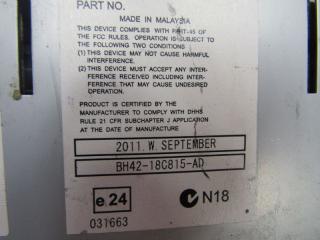 PART NO.
MADE IN MALAYSIA
THIS DEVICE COMPLIES WITH PART-15 OF
THE FCC RULES. OPERATION IS SUBJECT TO
THE FOLLOWING TWO CONDITIONS
(1) THIS DEVICE MAY NOT CAUSE HARMFUL
INTERFERENCE.
(2) THIS DEVICE MUST ACCEPT ANY INTER-
FERENCE RECEIVED INCLUDING INTER-
FERENCE THAT MAY CAUSE UNDESIRED
OPERATION.
PRODUCT IS CERTIFIED BY THE
MANUFACTURER TO COMPLY WITH DHHS
RULE 21 CFR SUBCHAPTER J APPLICATION
AT THE DATE OF MANUFACTURE
2011. W. SEPTEMBER
BH42-18C815-AD
e 24
N18
031663